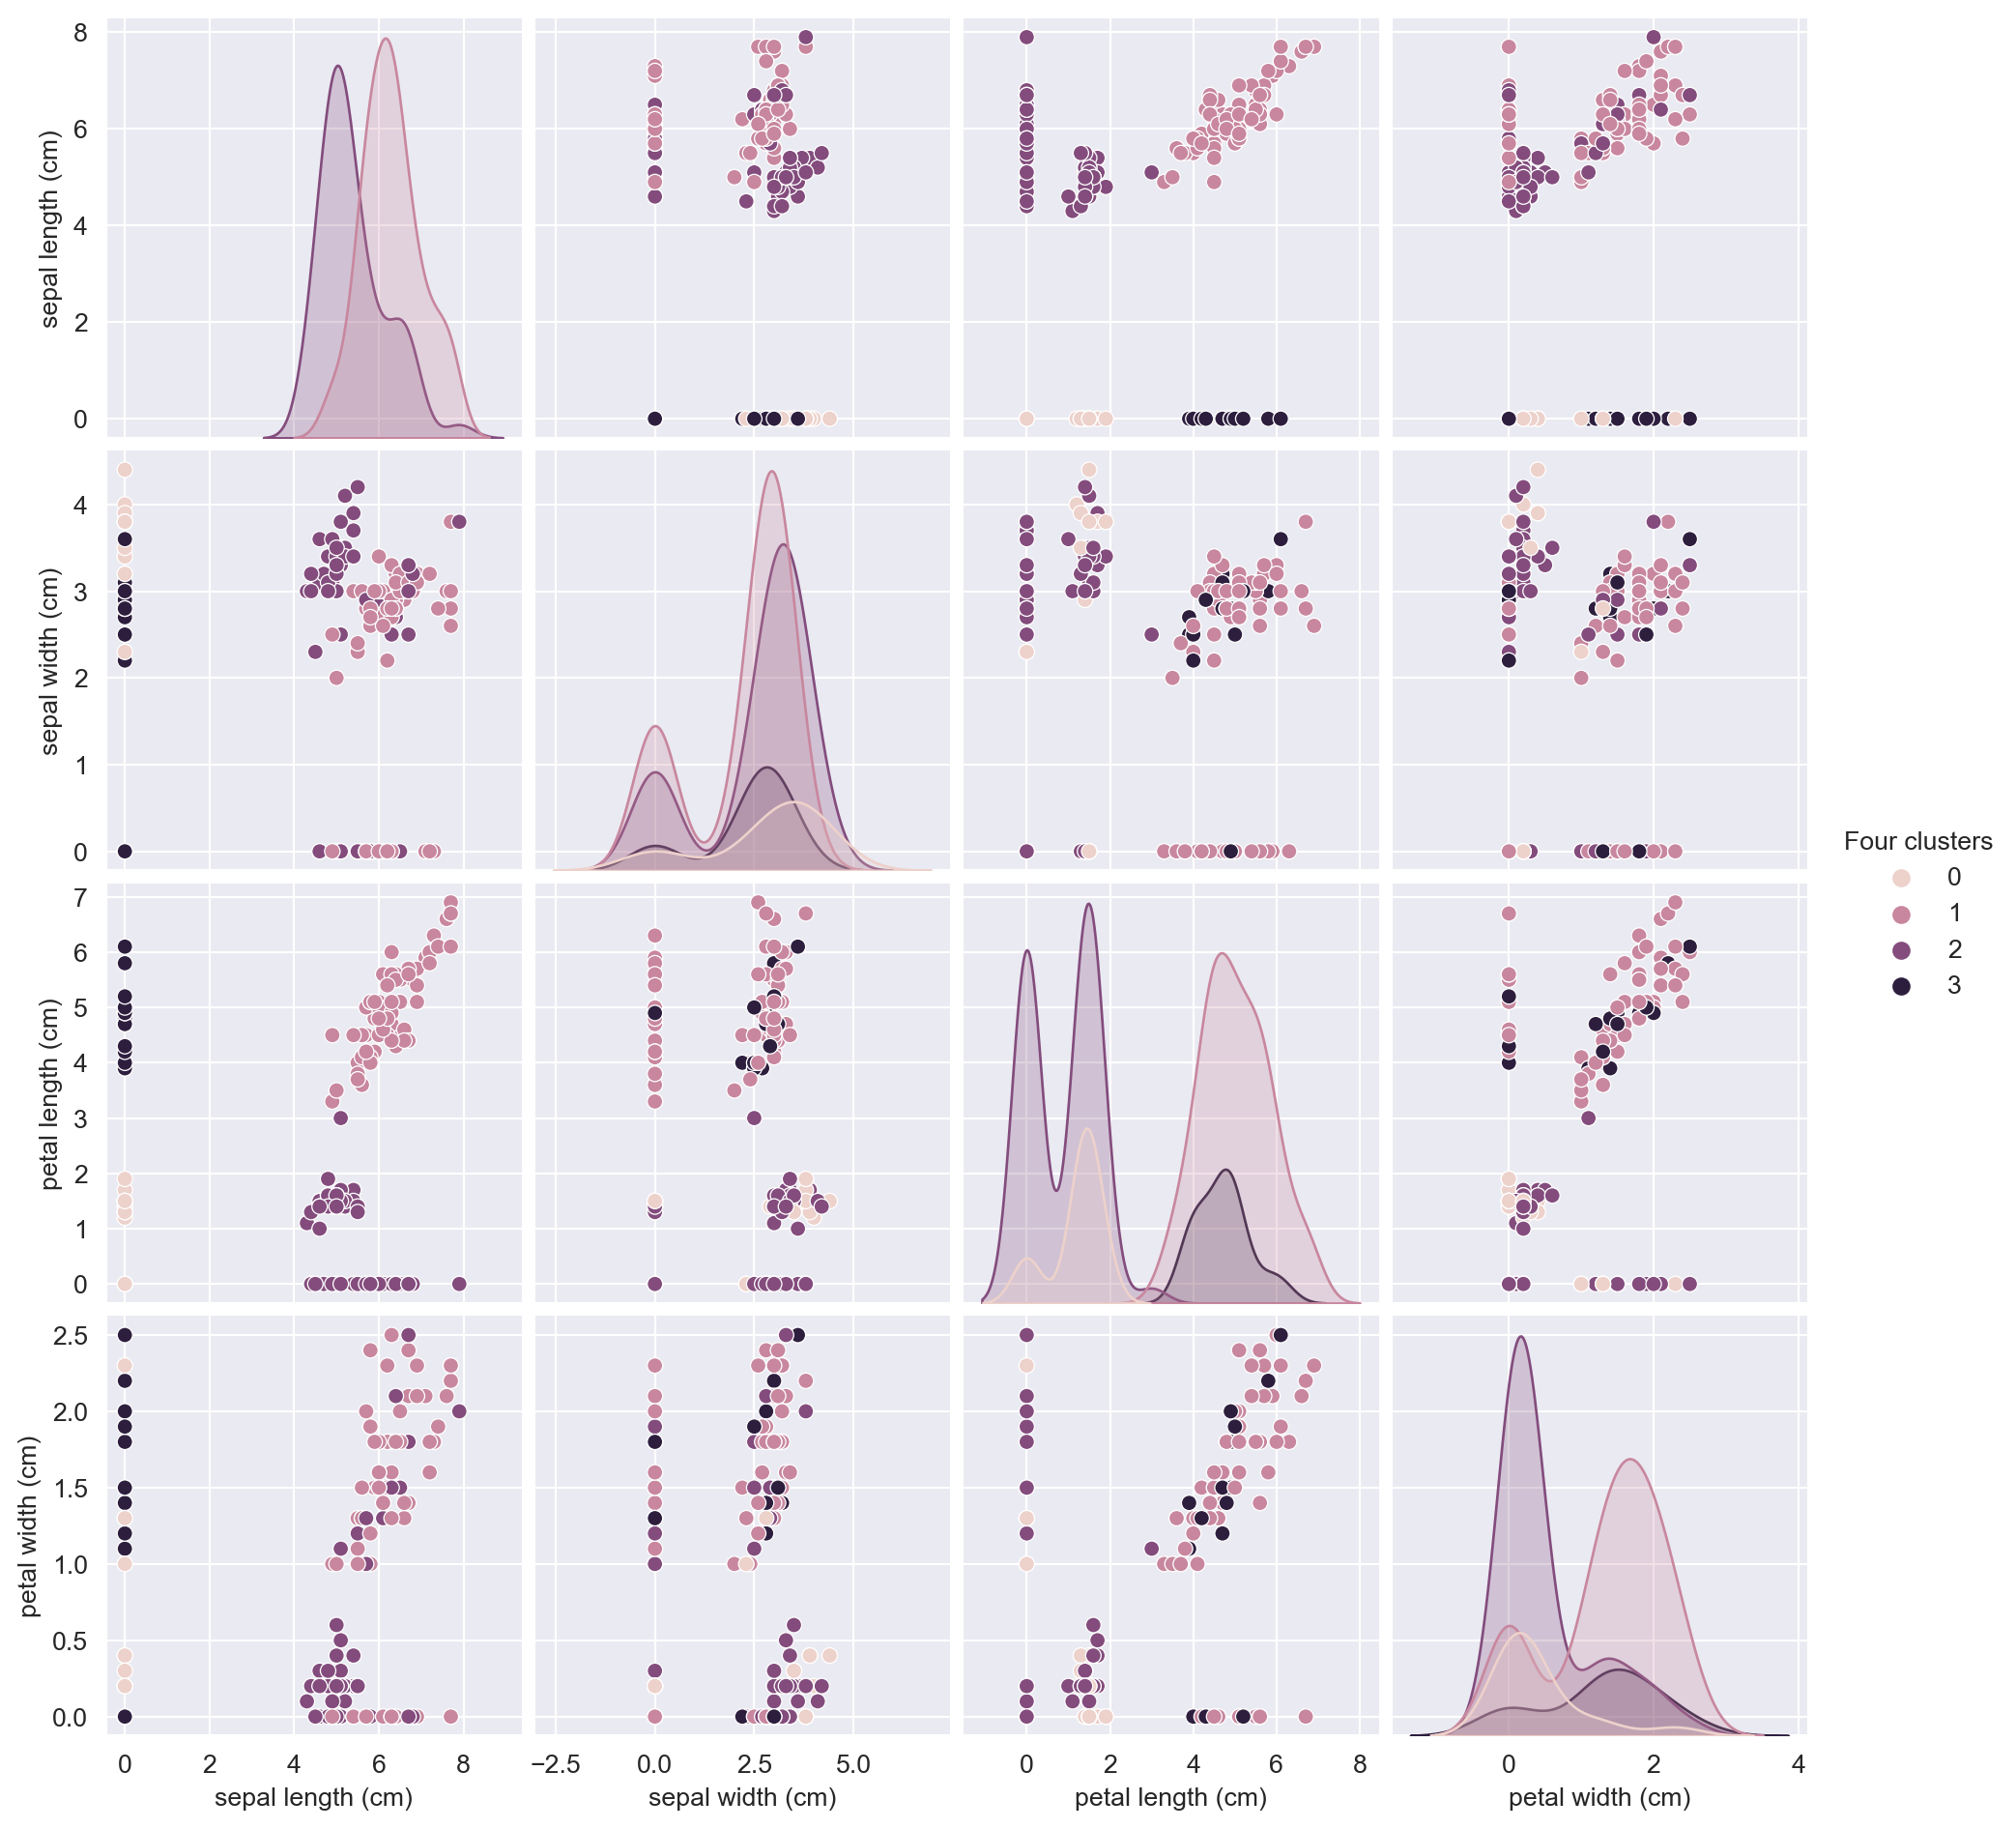 8
6
4
2
0
sepal length (cm)
4
3
2
1
0
sepal width (cm)
7
6
5
4
3
2
1
0
petal length (cm)
2.5
2.0
1.5
1.0
0.5
0.0
petal width (cm)
0 2 4 6 8
−2.5 0.0 2.5 5.0
0 2 4 6 8
0 2 4
sepal length (cm)
sepal width (cm)
petal length (cm)
petal width (cm)
Four clusters
0
1
2
3